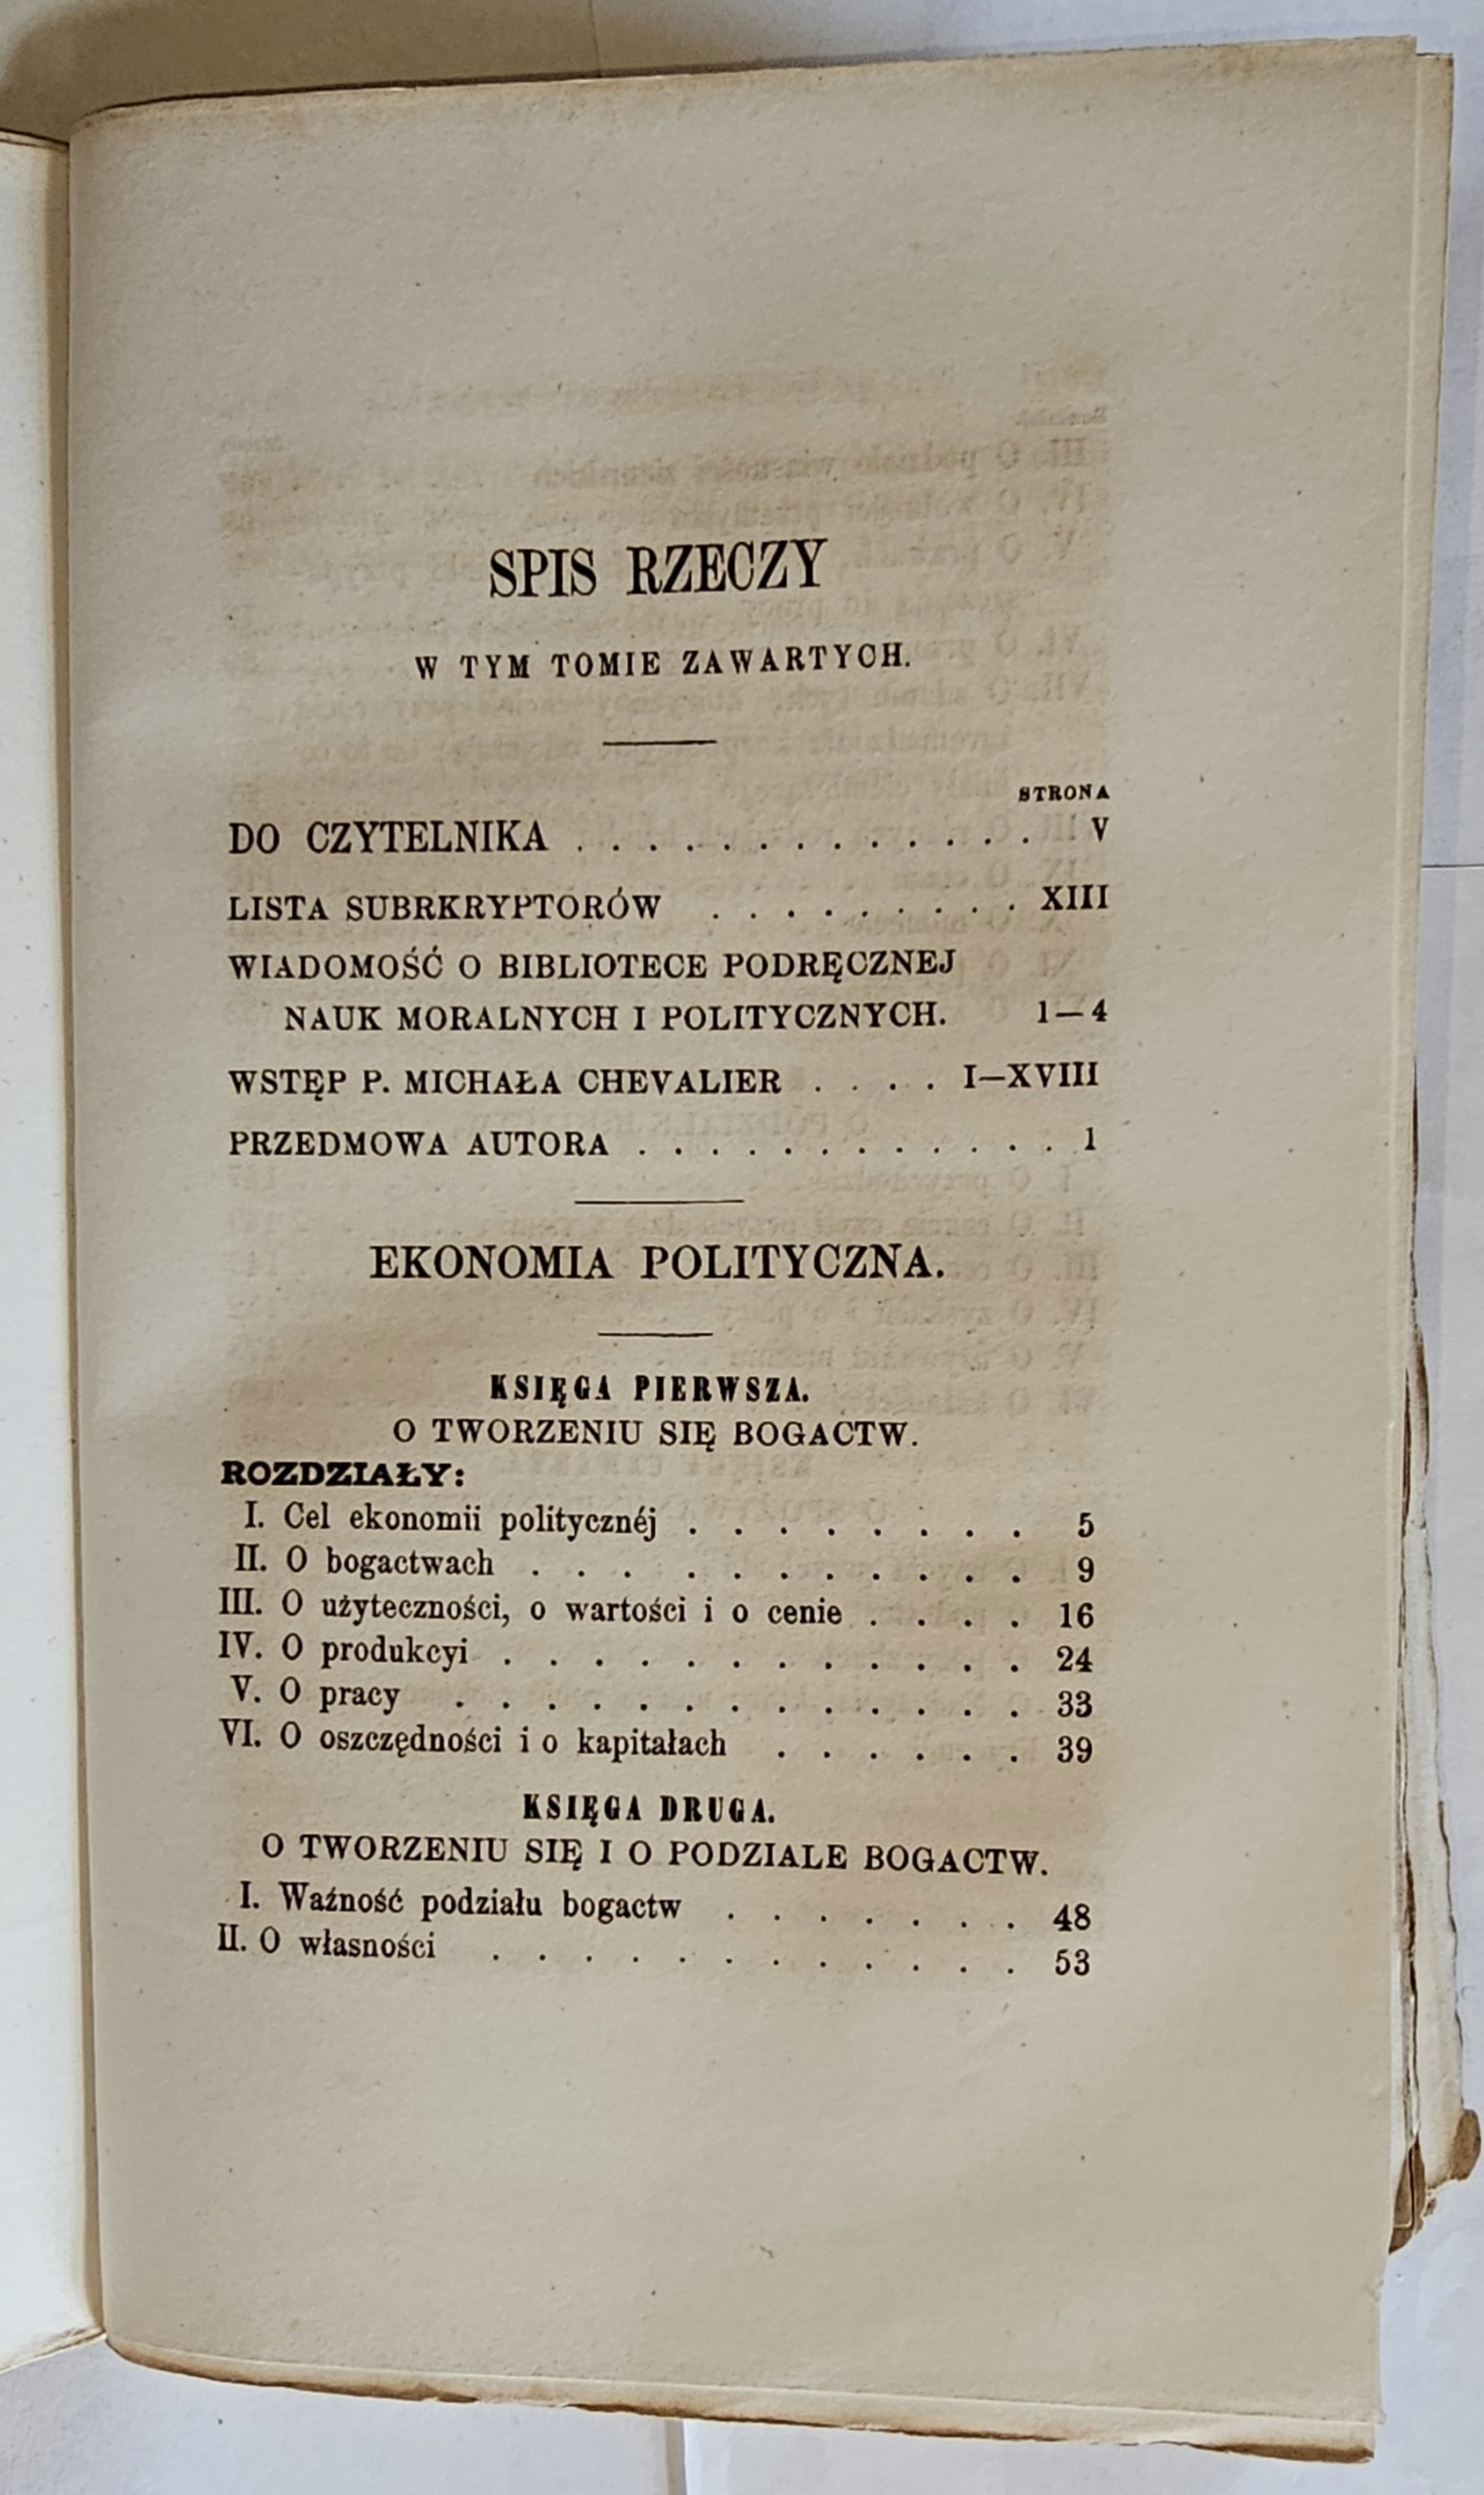 SPIS RZECZY
W TYM TOMIE ZAWARTYCH.
STRONA
DO CZYTELNIKA . . . . . . . . . . . . . V
LISTA SUBRKRYPTORÓW . . . . . . . . . XIII
WIADOMOŚĆ O BIBLIOTECE PODRĘCZNEJ
NAUK MORALNYCH I POLITYCZNYCH. 1—4
WSTĘP P. MICHAŁA CHEVALIER . . . . I—XVIII
PRZEDMOWA AUTORA . . . . . . . . . . . . 1
EKONOMIA POLITYCZNA.
KSIĘGA PIERWSZA.
O TWORZENIU SIĘ BOGACTW.
ROZDZIAŁY:
I. Cel ekonomii politycznéj . . . . . . . . 5
II. O bogactwach . . . . . . . . . . . 9
III. O użyteczności, o wartości i o cenie . . . . 16
IV. O produkcyi . . . . . . . . . . . . 24
V. O pracy . . . . . . . . . . . . . 33
VI. O oszczędności i o kapitałach . . . . . . 39
KSIĘGA DRUGA.
O TWORZENIU SIĘ I O PODZIALE BOGACTW.
I. Waźność podziału bogactw . . . . . . . 48
II. O własności . . . . . . . . . . . . 53